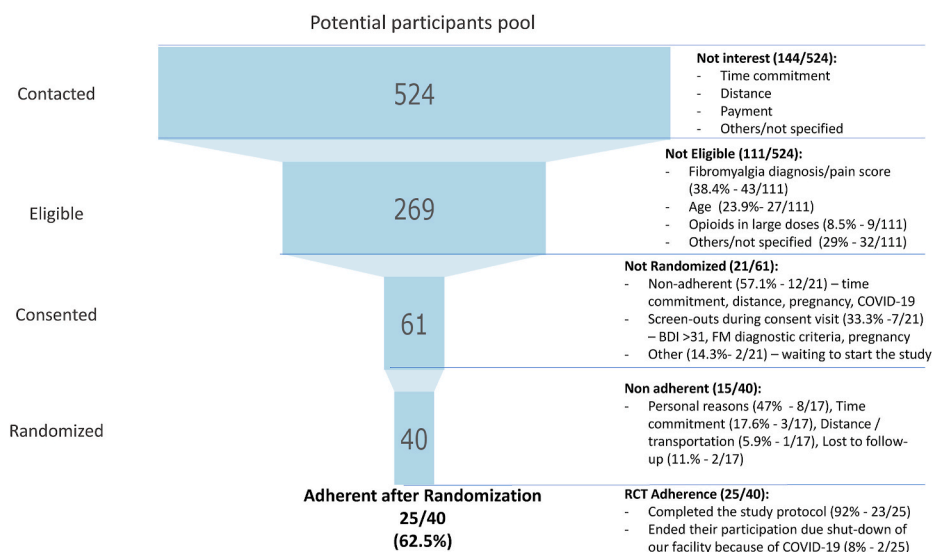 Potential participants pool
Contacted
524
Not interest (144/524):
- Time commitment
- Distance
- Payment
- Others/not specified
Eligible
269
Not Eligible (111/524):
- Fibromyalgia diagnosis/pain score
(38.4% - 43/111)
- Age (23.9%- 27/111)
- Opioids in large doses (8.5% - 9/111)
- Others/not specified (29% - 32/111)
Consented
61
Not Randomized (21/61):
- Non-adherent (57.1% - 12/21) – time
commitment, distance, pregnancy, COVID-19
- Screen-outs during consent visit (33.3% -7/21)
– BDI >31, FM diagnostic criteria, pregnancy
- Other (14.3%- 2/21) – waiting to start the study
Randomized
40
Non adherent (15/40):
- Personal reasons (47% - 8/17), Time
commitment (17.6% - 3/17), Distance /
transportation (5.9% - 1/17), Lost to follow-
up (11.% - 2/17)
Adherent after Randomization
25/40
(62.5%)
RCT Adherence (25/40):
- Completed the study protocol (92% - 23/25)
- Ended their participation due shut-down of
our facility because of COVID-19 (8% - 2/25)